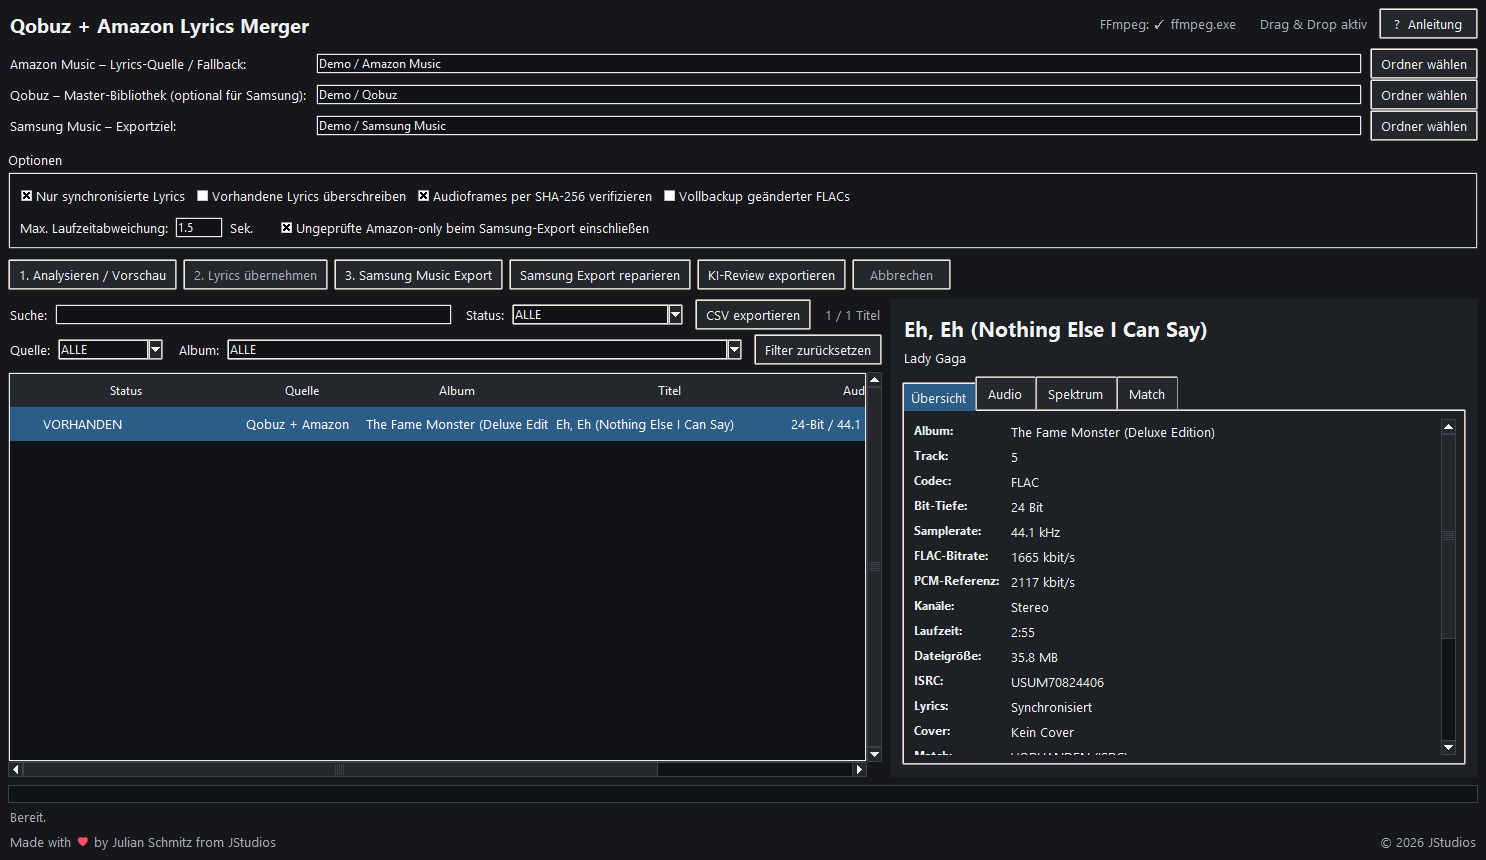 Qobuz + Amazon Lyrics Merger
FFmpeg: ✓ ffmpeg.exe Drag & Drop aktiv ? Anleitung
Amazon Music – Lyrics-Quelle / Fallback: Demo / Amazon Music Ordner wählen
Qobuz – Master-Bibliothek (optional für Samsung): Demo / Qobuz Ordner wählen
Samsung Music – Exportziel: Demo / Samsung Music Ordner wählen
Optionen
Nur synchronisierte Lyrics Vorhandene Lyrics überschreiben Audioframes per SHA-256 verifizieren Vollbackup geänderter FLACs
Max. Laufzeitabweichung: 1.5 Sek. Ungeprüfte Amazon-only beim Samsung-Export einschließen
1. Analysieren / Vorschau 2. Lyrics übernehmen 3. Samsung Music Export Samsung Export reparieren KI-Review exportieren Abbrechen
Suche: Status: ALLE CSV exportieren 1 / 1 Titel
Quelle: ALLE Album: ALLE Filter zurücksetzen
Status Quelle Album Titel Aud
VORHANDEN Qobuz + Amazon The Fame Monster (Deluxe Edit Eh, Eh (Nothing Else I Can Say) 24-Bit / 44.1
Eh, Eh (Nothing Else I Can Say)
Lady Gaga
Übersicht Audio Spektrum Match
Album: The Fame Monster (Deluxe Edition)
Track: 5
Codec: FLAC
Bit-Tiefe: 24 Bit
Samplerate: 44.1 kHz
FLAC-Bitrate: 1665 kbit/s
PCM-Referenz: 2117 kbit/s
Kanäle: Stereo
Laufzeit: 2:55
Dateigröße: 35.8 MB
ISRC: USUM70824406
Lyrics: Synchronisiert
Cover: Kein Cover
Match: VORHANDEN (ISRC)
Bereit.
Made with ♥ by Julian Schmitz from JStudios
© 2026 JStudios